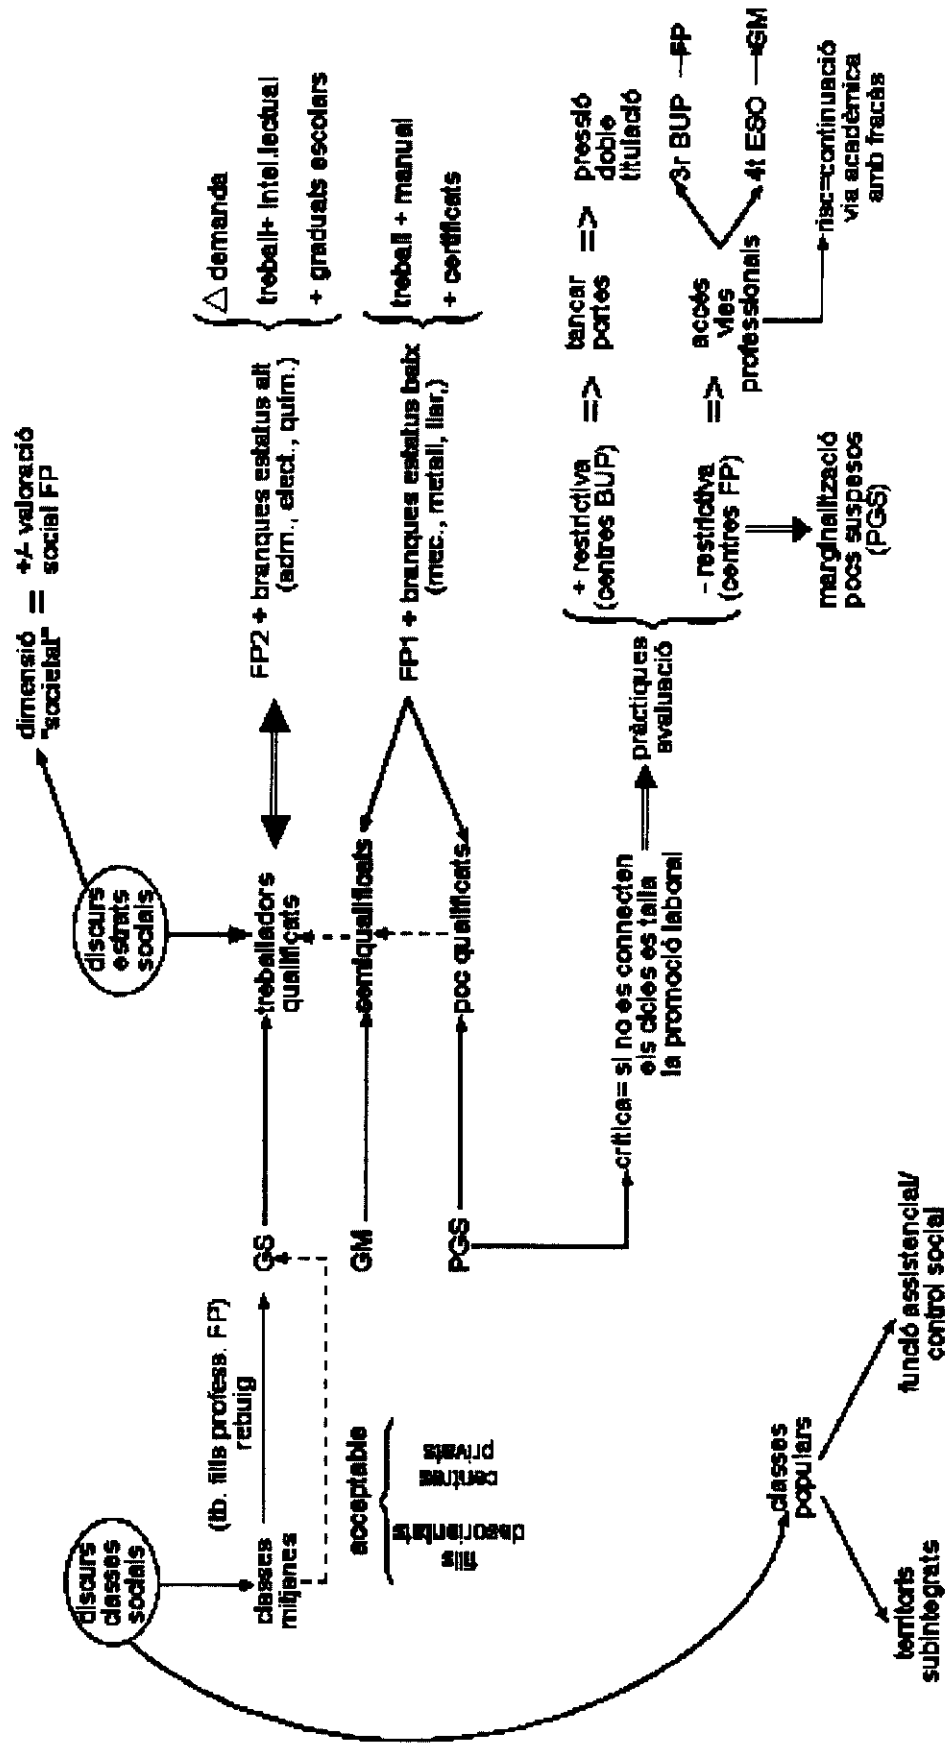 dimensió = +/- valoració
"societal" social FP
discurs
estrats
socials
discurs
classes
socials
(tb. fills profess. FP)
rebuig
classes
mitjanes
GS
treballadors
qualificats
FP2 + branques estatus alt
(adm., elect., quím.)
△ demanda
treball+ intel.lectual
+ graduats escolars
acceptable
fills
desorientats
centres
privats
GM
semiqualificats
PGS
poc qualificats
FP1 + branques estatus baix
(mec., metall, llar,)
treball + manual
+ certificats
crítica= si no es connecten
els cicles es talla
la promoció laboral
pràctiques
avaluació
+ restrictiva
(centres BUP)
=>
tancar
portes
=>
pressió
doble
titulació
- restrictiva
(centres FP)
=>
accés
vies
professionals
3r BUP
FP
4t ESO
GM
risc=continuació
via acadèmica
amb fracàs
marginalització
pocs suspesos
(PGS)
classes
populars
territoris
subintegrats
funció assistencial/
control social